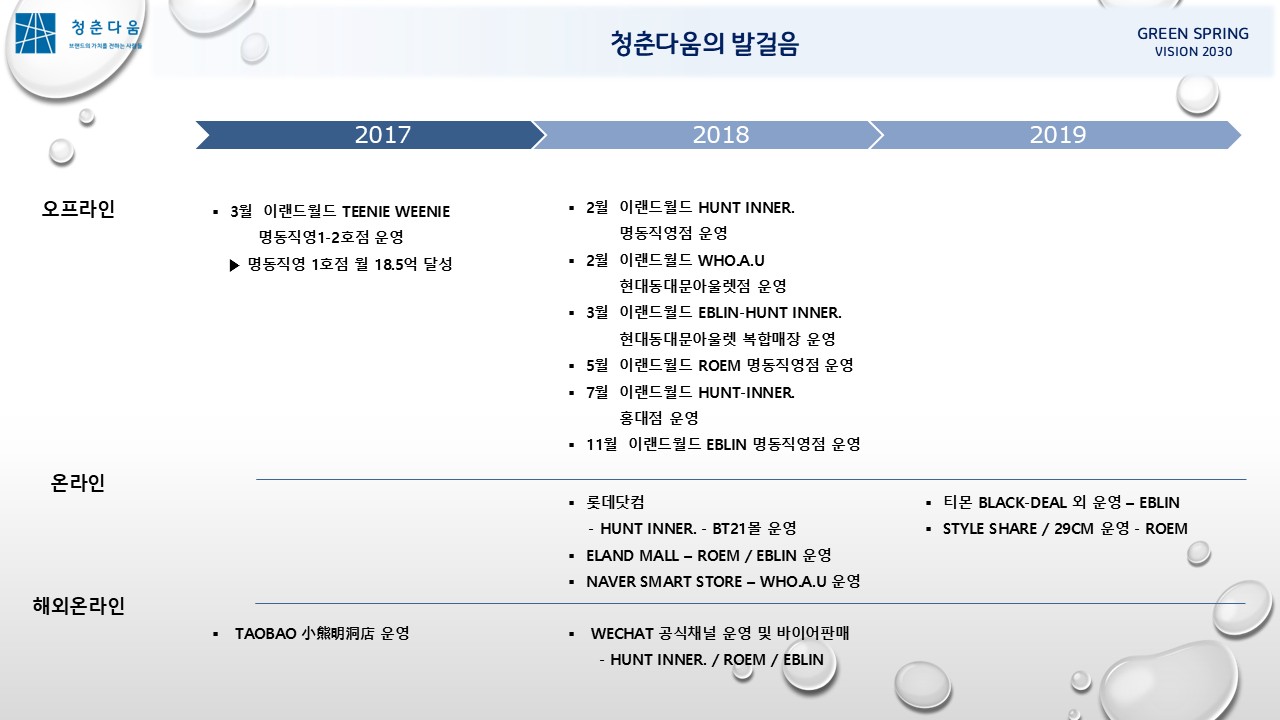 청춘다움
브랜드의 가치를 전하는 사람들
청춘다움의 발걸음
GREEN SPRING
VISION 2030
2017
2018
2019
오프라인
▪ 3월 이랜드월드 TEENIE WEENIE
명동직영1-2호점 운영
▶ 명동직영 1호점 월 18.5억 달성
▪ 2월 이랜드월드 HUNT INNER.
명동직영점 운영
▪ 2월 이랜드월드 WHO.A.U
현대동대문아울렛점 운영
▪ 3월 이랜드월드 EBLIN-HUNT INNER.
현대동대문아울렛 복합매장 운영
▪ 5월 이랜드월드 ROEM 명동직영점 운영
▪ 7월 이랜드월드 HUNT-INNER.
홍대점 운영
▪ 11월 이랜드월드 EBLIN 명동직영점 운영
온라인
▪ 롯데닷컴
- HUNT INNER. - BT21몰 운영
▪ ELAND MALL – ROEM / EBLIN 운영
▪ NAVER SMART STORE – WHO.A.U 운영
▪ 티몬 BLACK-DEAL 외 운영 – EBLIN
▪ STYLE SHARE / 29CM 운영 - ROEM
해외온라인
▪ TAOBAO 小熊明洞店 운영
▪ WECHAT 공식채널 운영 및 바이어판매
- HUNT INNER. / ROEM / EBLIN